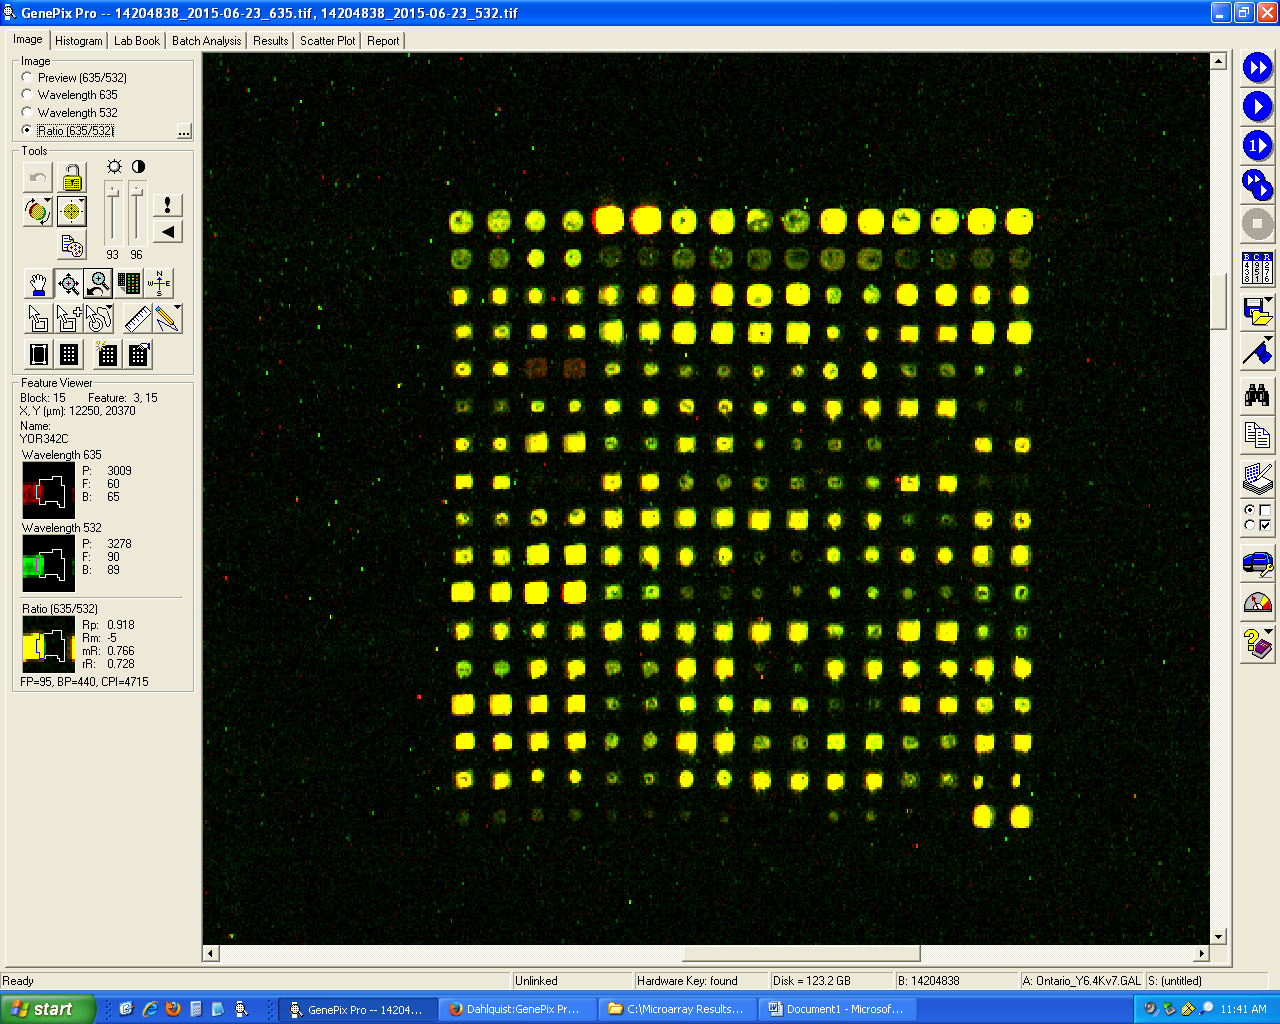 GenePix Pro -- 14204838_2015-06-23_635.tif, 14204838_2015-06-23_532.tif
Image Histogram Lab Book Batch Analysis Results Scatter Plot Report
Image
Preview (635/532)
Wavelength 635
Wavelength 532
Ratio (635/532)
...
Tools
93 96
Feature Viewer
Block: 15 Feature: 3, 15
X, Y (µm): 12250, 20370
Name:
YOR342C
Wavelength 635
P: 3009
F: 60
B: 65
Wavelength 532
P: 3278
F: 90
B: 89
Ratio (635/532)
Rp: 0.918
Rm: -5
mR: 0.766
rR: 0.728
FP=95, BP=440, CPI=4715
Ready Unlinked Hardware Key: found Disk = 123.2 GB B: 14204838 A: Ontario_Y6.4Kv7.GAL S: (untitled)
start GenePix Pro -- 14204... Dahlquist:GenePix Pr... C:\Microarray Results... Document1 - Microsof... 11:41 AM